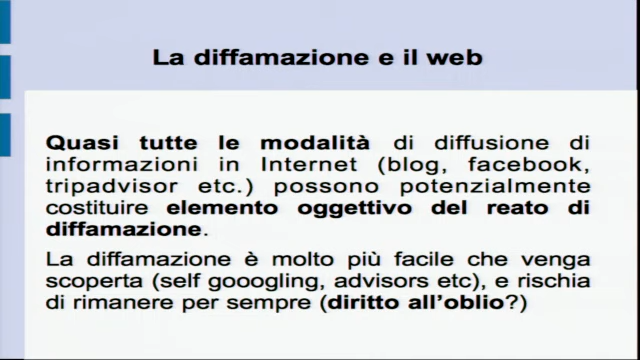 La diffamazione e il web
Quasi tutte le modalità di diffusione di
informazioni in Internet (blog, facebook,
tripadvisor etc.) possono potenzialmente
costituire elemento oggettivo del reato di
diffamazione.
La diffamazione è molto più facile che venga
scoperta (self gooogling, advisors etc), e rischia
di rimanere per sempre (diritto all'oblio?)